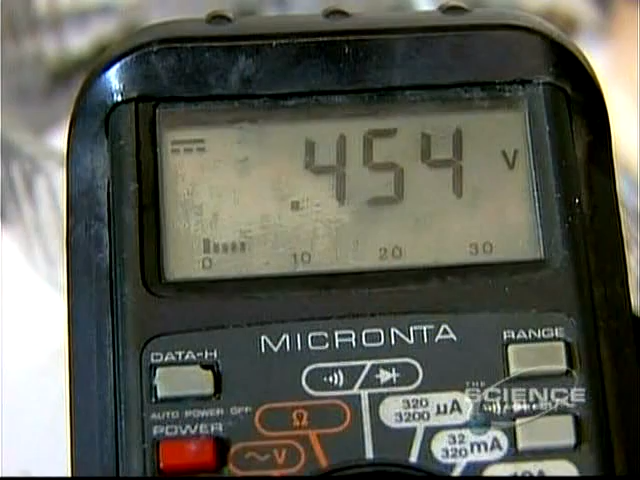 .454 V
0 10 20 30
MICRONTA
DATA-H
RANGE
AUTO POWER OFF
POWER
Ω
~V
320
3200 µA
32
320 mA
THE
SCIENCE